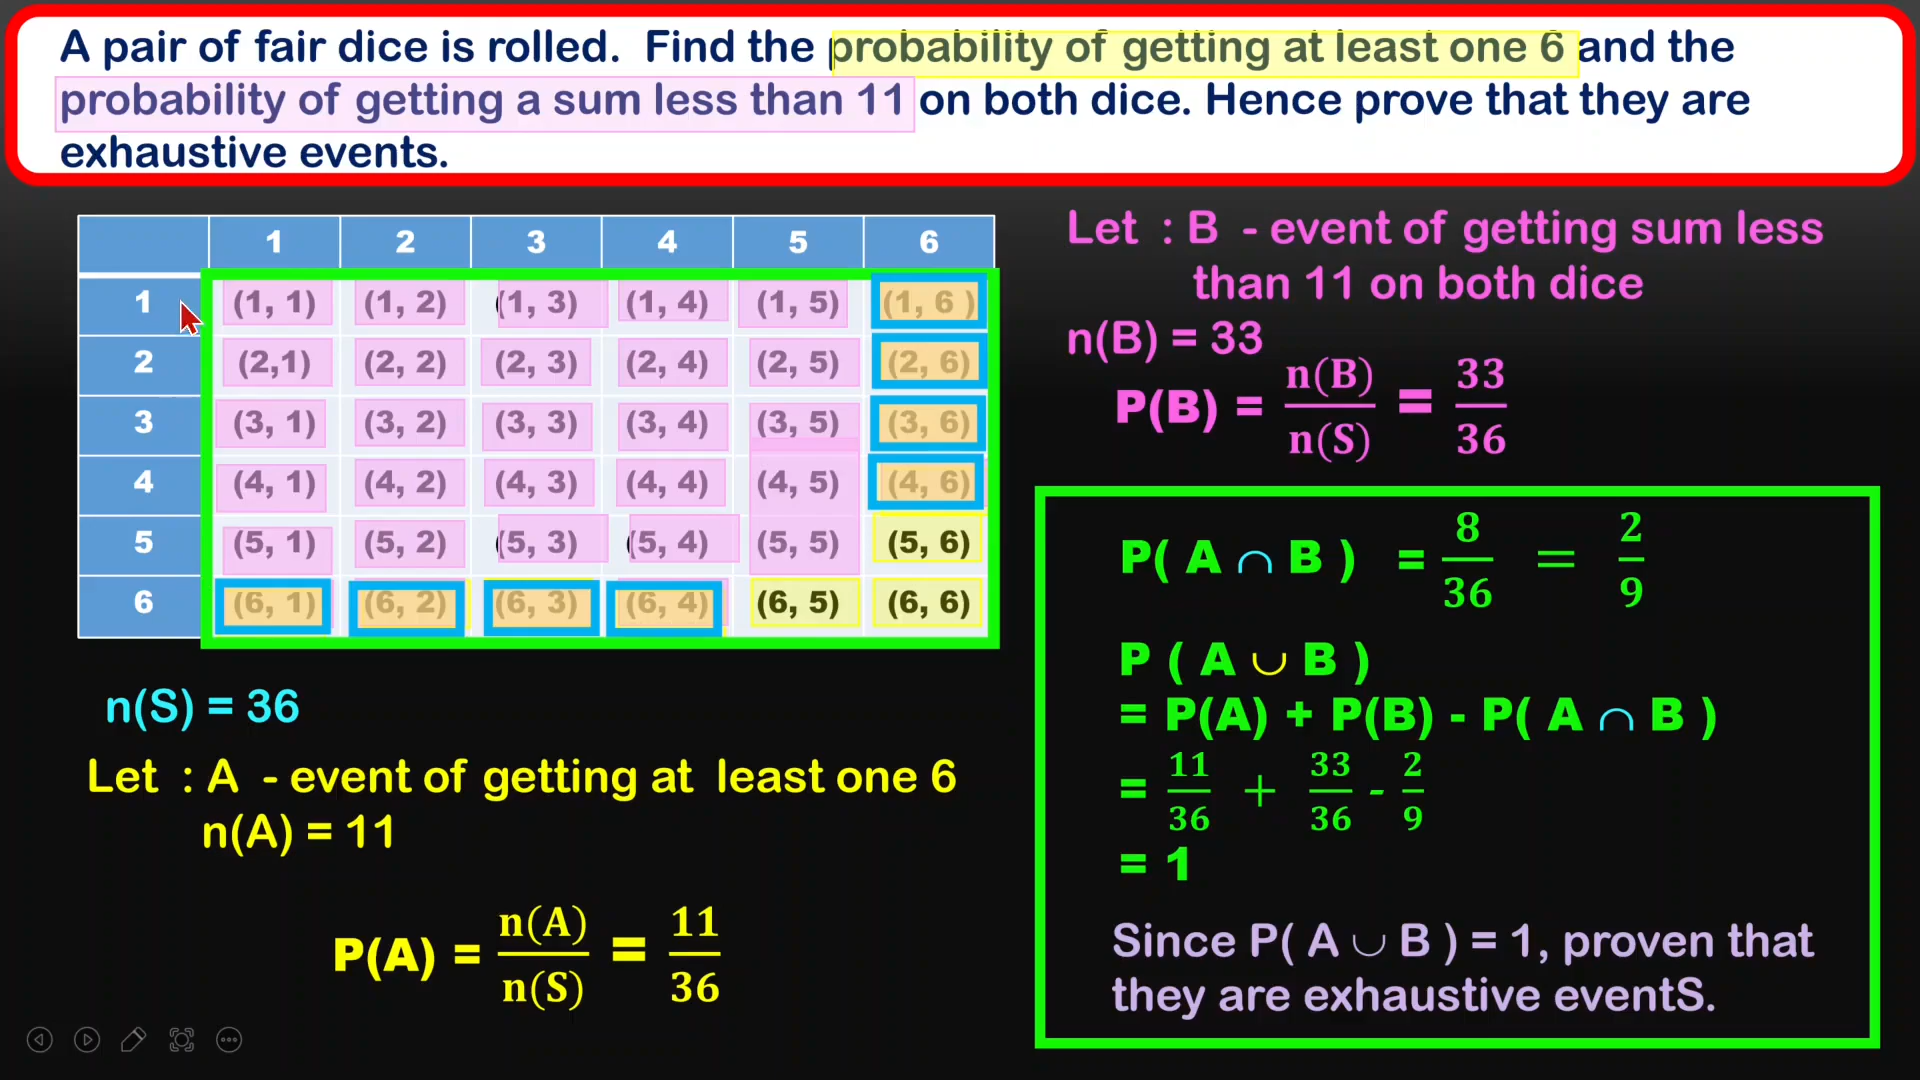 A pair of fair dice is rolled. Find the probability of getting at least one 6 and the
probability of getting a sum less than 11 on both dice. Hence prove that they are
exhaustive events.
1 2 3 4 5 6
1 (1, 1) (1, 2) (1, 3) (1, 4) (1, 5) (1, 6 )
2 (2,1) (2, 2) (2, 3) (2, 4) (2, 5) (2, 6)
3 (3, 1) (3, 2) (3, 3) (3, 4) (3, 5) (3, 6)
4 (4, 1) (4, 2) (4, 3) (4, 4) (4, 5) (4, 6)
5 (5, 1) (5, 2) (5, 3) (5, 4) (5, 5) (5, 6)
6 (6, 1) (6, 2) (6, 3) (6, 4) (6, 5) (6, 6)
n(S) = 36
Let : A - event of getting at least one 6
n(A) = 11
P(A) = n(A)/n(S) = 11/36
Let : B - event of getting sum less
than 11 on both dice
n(B) = 33
P(B) = n(B)/n(S) = 33/36
P( A ∩ B ) = 8/36 = 2/9
P ( A ∪ B )
= P(A) + P(B) - P( A ∩ B )
= 11/36 + 33/36 - 2/9
= 1
Since P( A ∪ B ) = 1, proven that
they are exhaustive eventS.